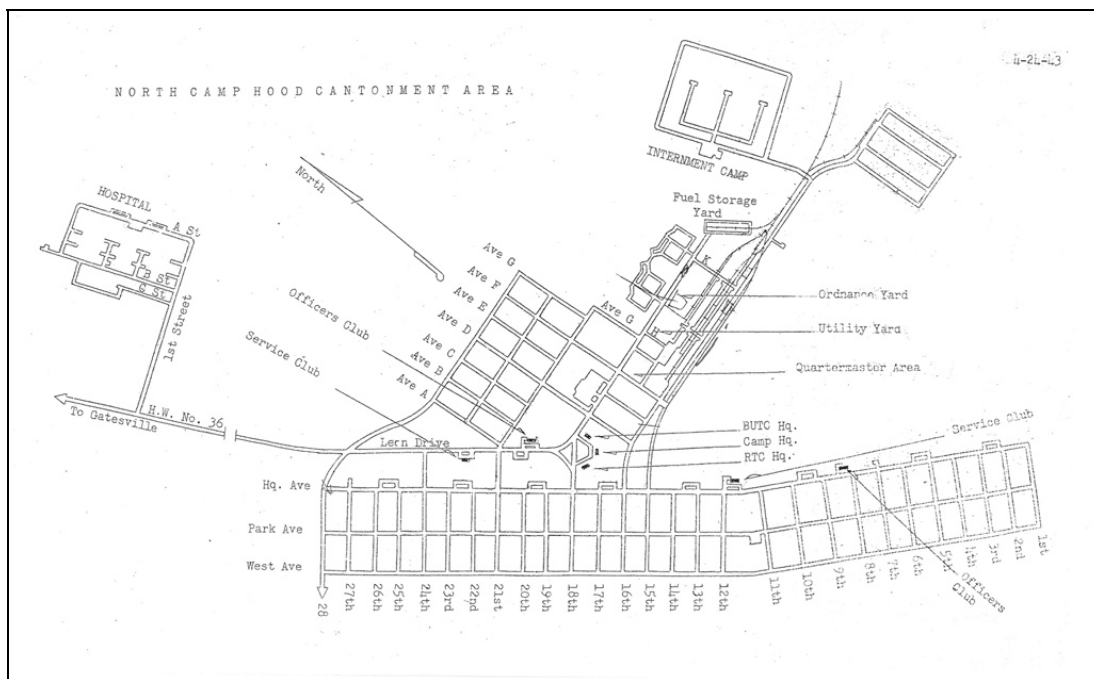 4-24-43
NORTH CAMP HOOD CANTONMENT AREA
INTERNMENT CAMP
North
HOSPITAL
A St
B St
C St
1st Street
Fuel Storage
Yard
K
Ave G
Ave F
Ave E
Ave D
Ave C
Ave B
Ave A
Officers Club
Service Club
Ave G
H
Ordnance Yard
Utility Yard
Quartermaster Area
To Gatesville
H.W. No. 36
Leon Drive
BUTC Hq.
Camp Hq.
RTC Hq.
Service Club
Hq. Ave
Park Ave
West Ave
28
27th
26th
25th
24th
23rd
22nd
21st
20th
19th
18th
17th
16th
15th
14th
13th
12th
11th
10th
9th
8th
7th
6th
5th
4th
3rd
2nd
1st
Officers
Club